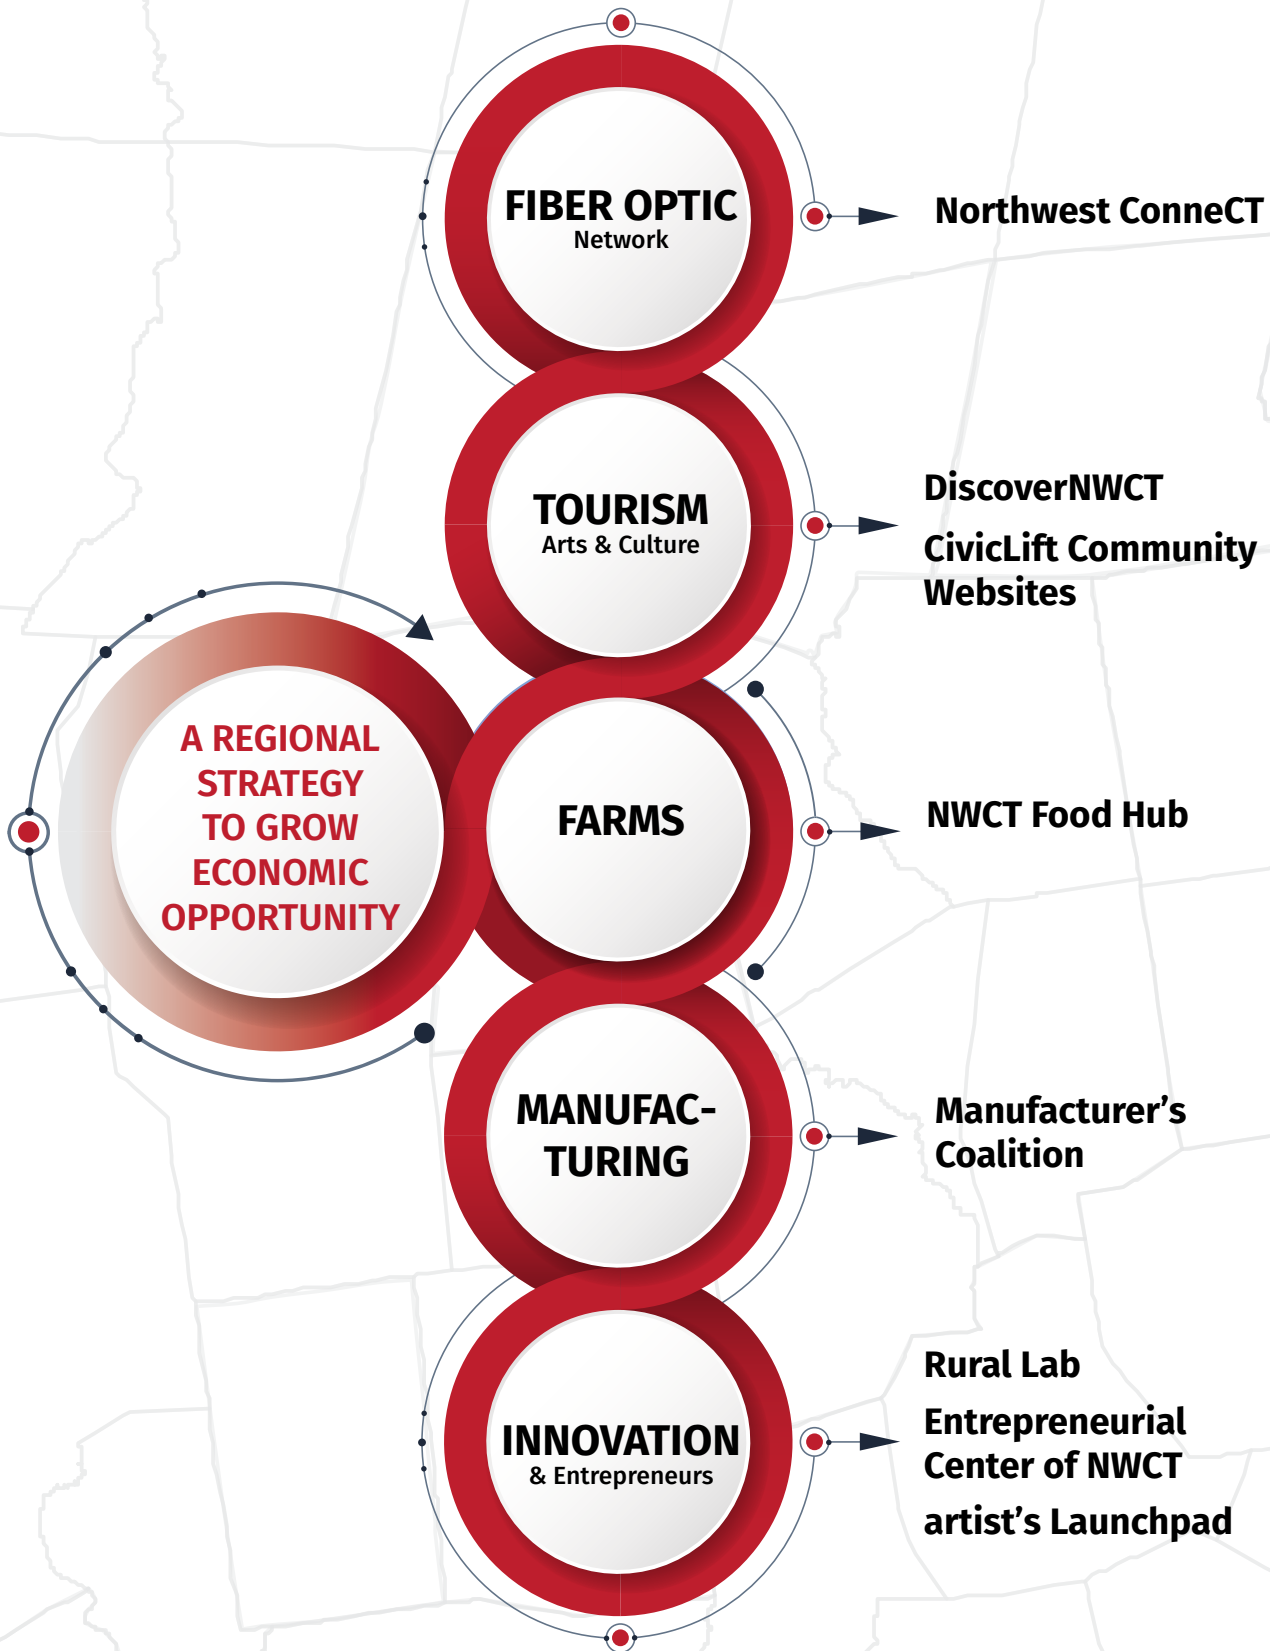 FIBER OPTIC
Network
Northwest ConneCT
TOURISM
Arts & Culture
DiscoverNWCT
CivicLift Community
Websites
A REGIONAL
STRATEGY
TO GROW
ECONOMIC
OPPORTUNITY
FARMS
NWCT Food Hub
MANUFAC-
TURING
Manufacturer’s
Coalition
INNOVATION
& Entrepreneurs
Rural Lab
Entrepreneurial
Center of NWCT
artist’s Launchpad